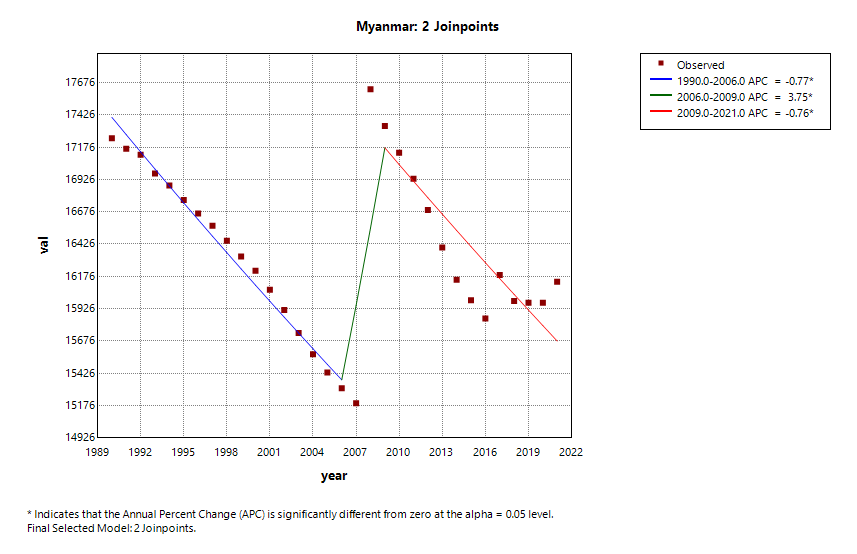 Myanmar: 2 Joinpoints
Observed
1990.0-2006.0 APC = -0.77*
2006.0-2009.0 APC = 3.75*
2009.0-2021.0 APC = -0.76*
17676
17426
17176
16926
16676
16426
16176
15926
15676
15426
15176
14926
val
1989 1992 1995 1998 2001 2004 2007 2010 2013 2016 2019 2022
year
* Indicates that the Annual Percent Change (APC) is significantly different from zero at the alpha = 0.05 level.
Final Selected Model: 2 Joinpoints.